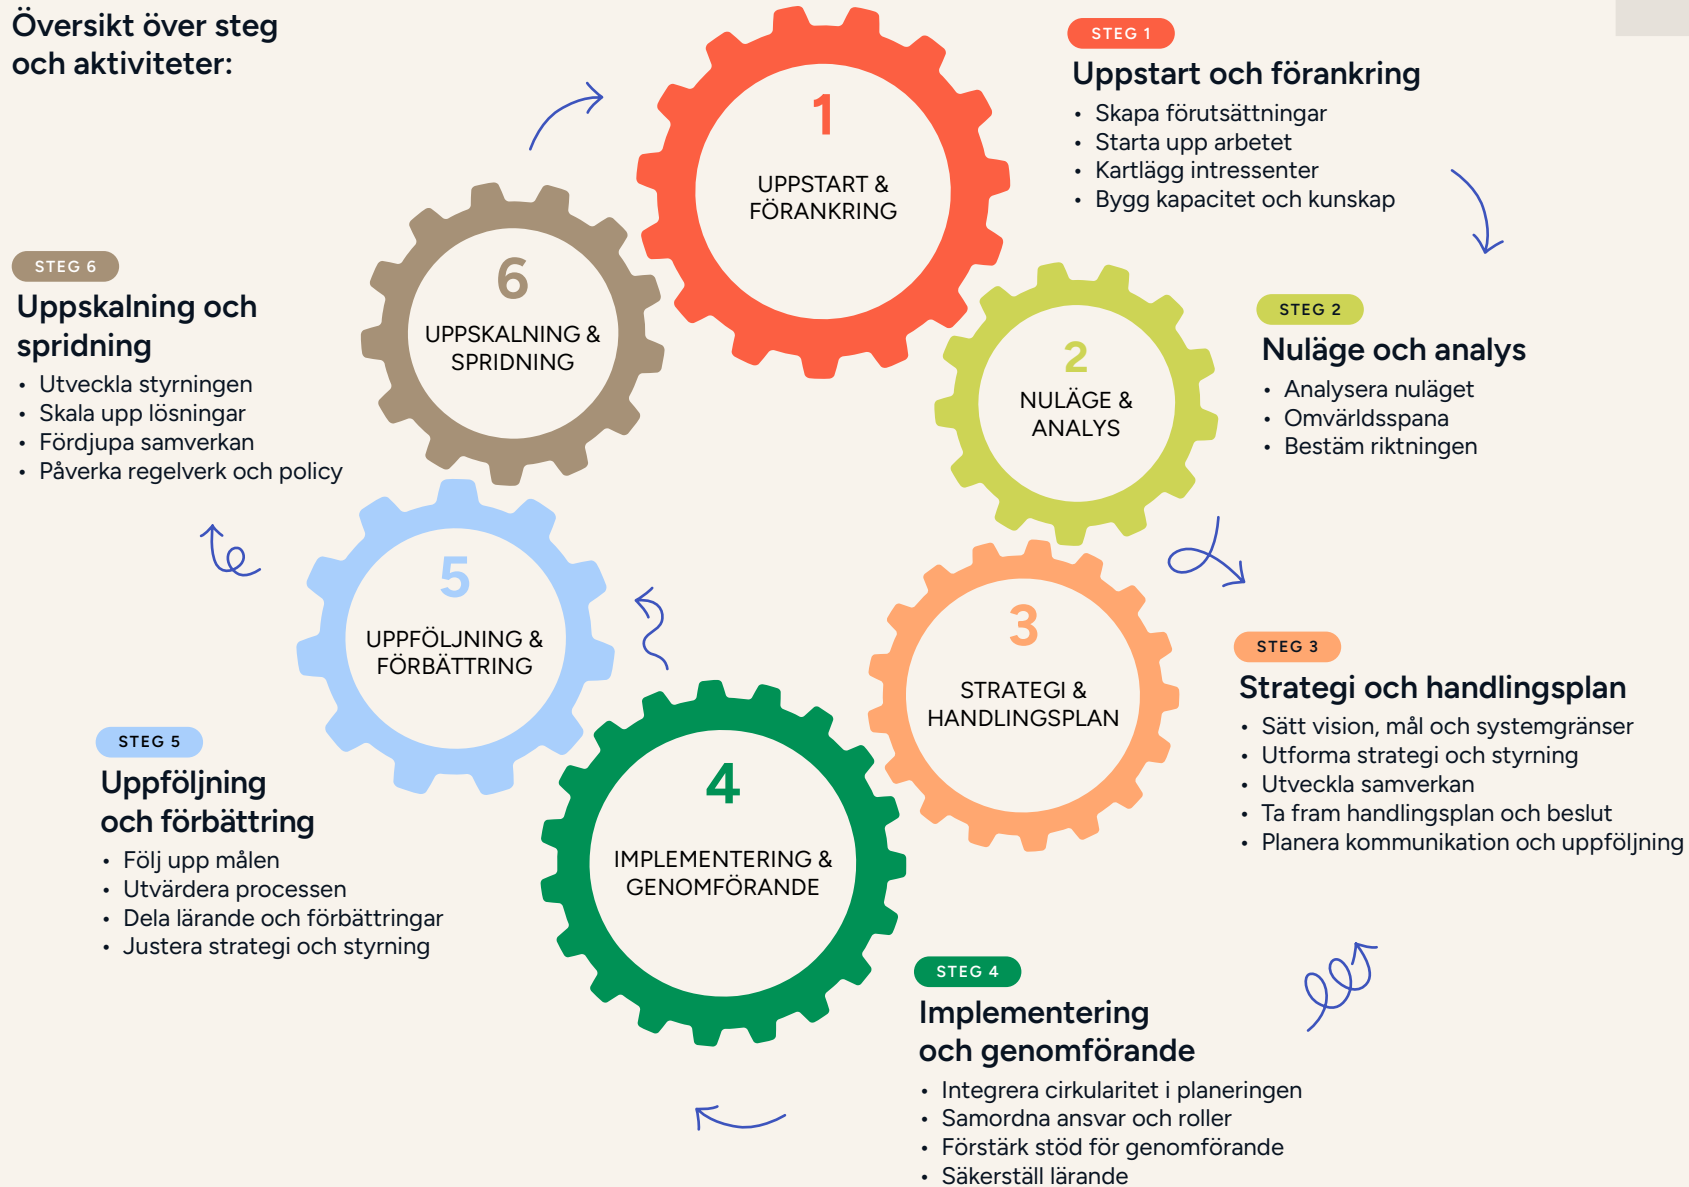 Översikt över steg
och aktiviteter:
1
UPPSTART &
FÖRANKRING
STEG 1
Uppstart och förankring
• Skapa förutsättningar
• Starta upp arbetet
• Kartlägg intressenter
• Bygg kapacitet och kunskap
2
NULÄGE &
ANALYS
STEG 2
Nuläge och analys
• Analysera nuläget
• Omvärldsspana
• Bestäm riktningen
3
STRATEGI &
HANDLINGSPLAN
STEG 3
Strategi och handlingsplan
• Sätt vision, mål och systemgränser
• Utforma strategi och styrning
• Utveckla samverkan
• Ta fram handlingsplan och beslut
• Planera kommunikation och uppföljning
4
IMPLEMENTERING &
GENOMFÖRANDE
STEG 4
Implementering
och genomförande
• Integrera cirkularitet i planeringen
• Samordna ansvar och roller
• Förstärk stöd för genomförande
• Säkerställ lärande
5
UPPFÖLJNING &
FÖRBÄTTRING
STEG 5
Uppföljning
och förbättring
• Följ upp målen
• Utvärdera processen
• Dela lärande och förbättringar
• Justera strategi och styrning
6
UPPSKALNING &
SPRIDNING
STEG 6
Uppskalning och
spridning
• Utveckla styrningen
• Skala upp lösningar
• Fördjupa samverkan
• Påverka regelverk och policy